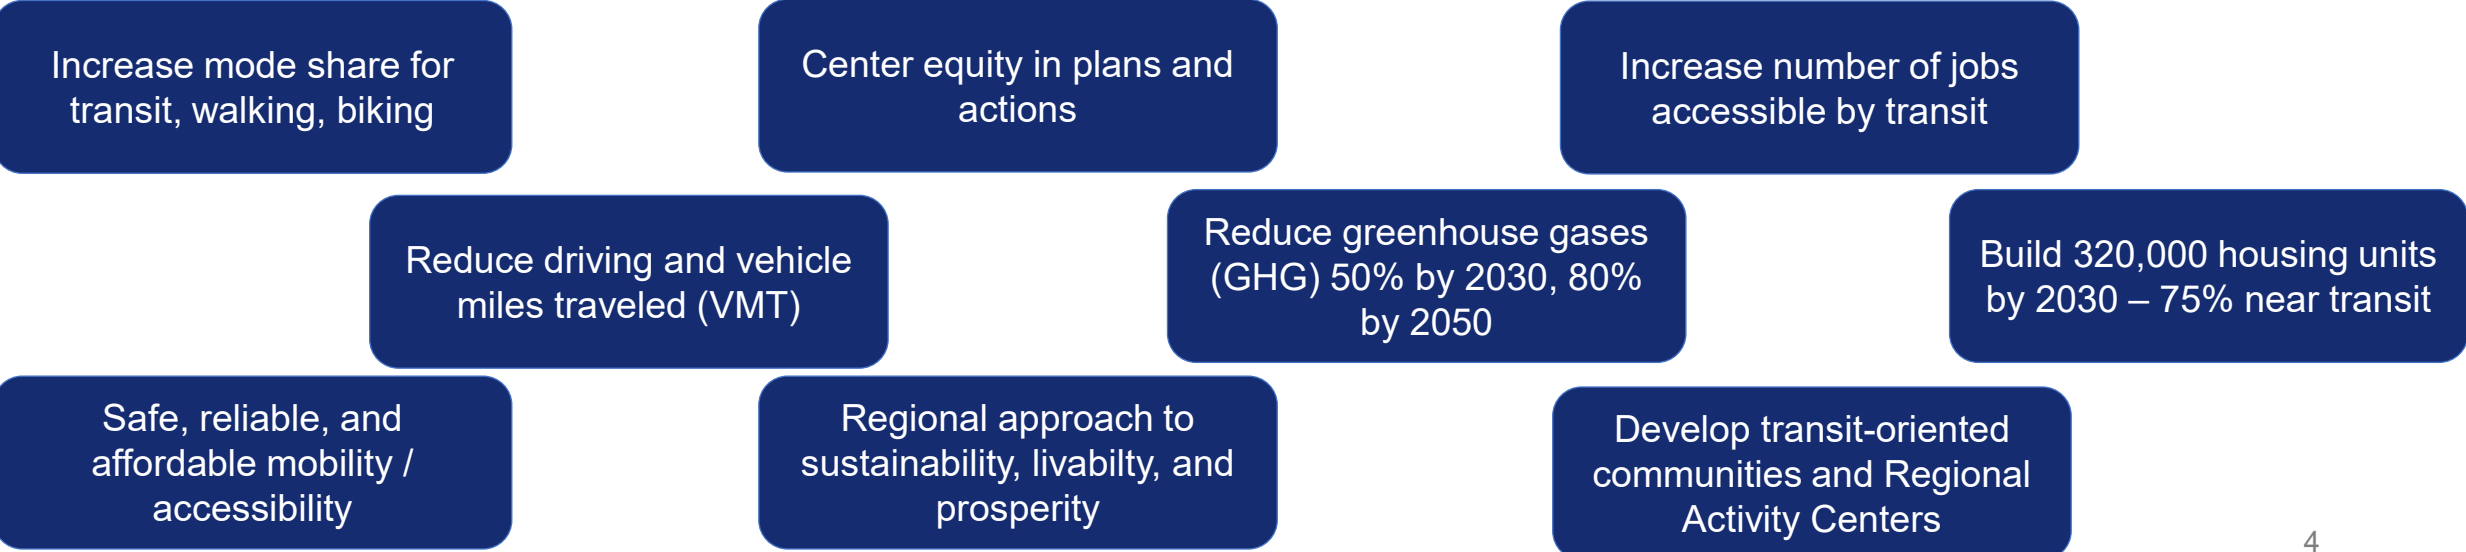 Increase mode share for
transit, walking, biking
Center equity in plans and
actions
Increase number of jobs
accessible by transit
Reduce driving and vehicle
miles traveled (VMT)
Reduce greenhouse gases
(GHG) 50% by 2030, 80%
by 2050
Build 320,000 housing units
by 2030 – 75% near transit
Safe, reliable, and
affordable mobility /
accessibility
Regional approach to
sustainability, livabilty, and
prosperity
Develop transit-oriented
communities and Regional
Activity Centers
4